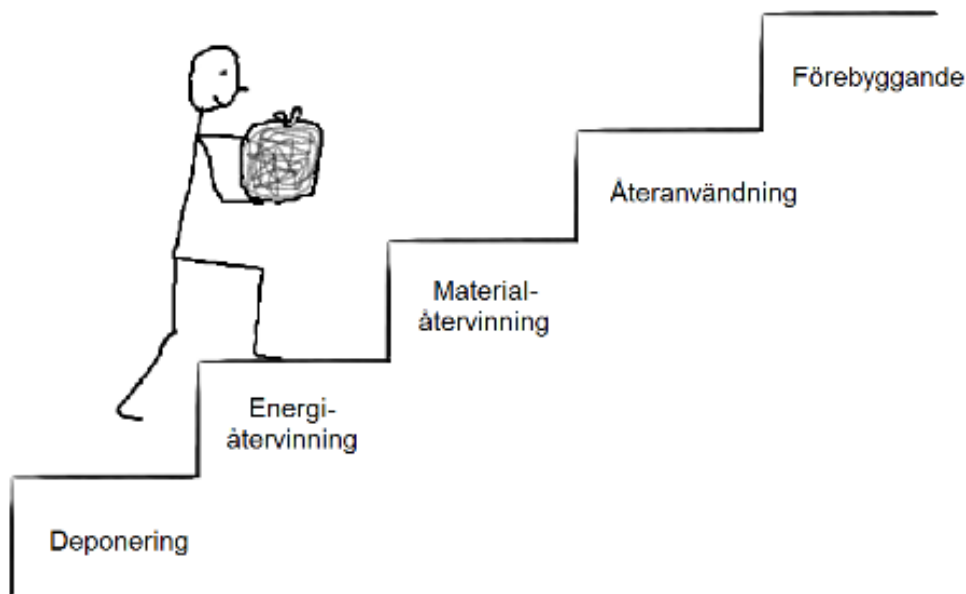 Förebyggande
Återanvändning
Material-
återvinning
Energi-
återvinning
Deponering